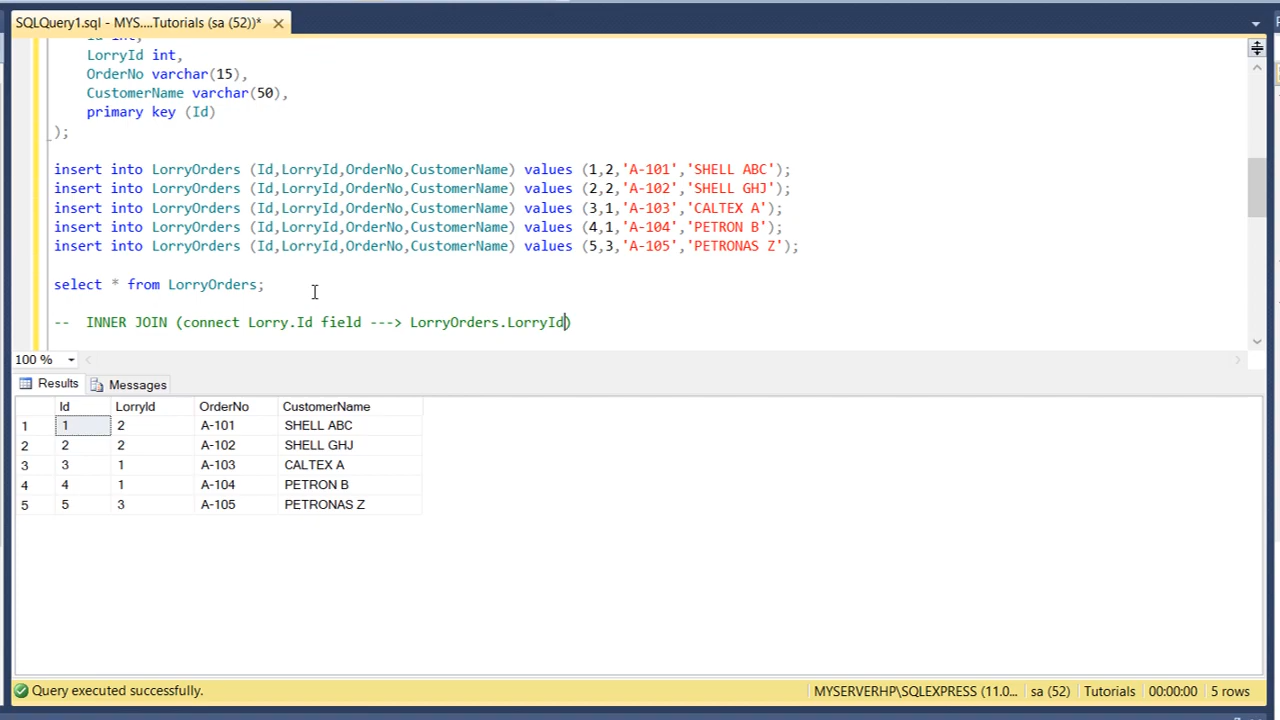 SQLQuery1.sql - MYS....Tutorials (sa (52))*
LorryId int,
OrderNo varchar(15),
CustomerName varchar(50),
primary key (Id)
);
insert into LorryOrders (Id,LorryId,OrderNo,CustomerName) values (1,2,'A-101','SHELL ABC');
insert into LorryOrders (Id,LorryId,OrderNo,CustomerName) values (2,2,'A-102','SHELL GHJ');
insert into LorryOrders (Id,LorryId,OrderNo,CustomerName) values (3,1,'A-103','CALTEX A');
insert into LorryOrders (Id,LorryId,OrderNo,CustomerName) values (4,1,'A-104','PETRON B');
insert into LorryOrders (Id,LorryId,OrderNo,CustomerName) values (5,3,'A-105','PETRONAS Z');
select * from LorryOrders;
-- INNER JOIN (connect Lorry.Id field ---> LorryOrders.LorryId)
100 %
Results Messages
Id LorryId OrderNo CustomerName
1 1 2 A-101 SHELL ABC
2 2 2 A-102 SHELL GHJ
3 3 1 A-103 CALTEX A
4 4 1 A-104 PETRON B
5 5 3 A-105 PETRONAS Z
Query executed successfully. MYSERVERHP\SQLEXPRESS (11.0... sa (52) Tutorials 00:00:00 5 rows